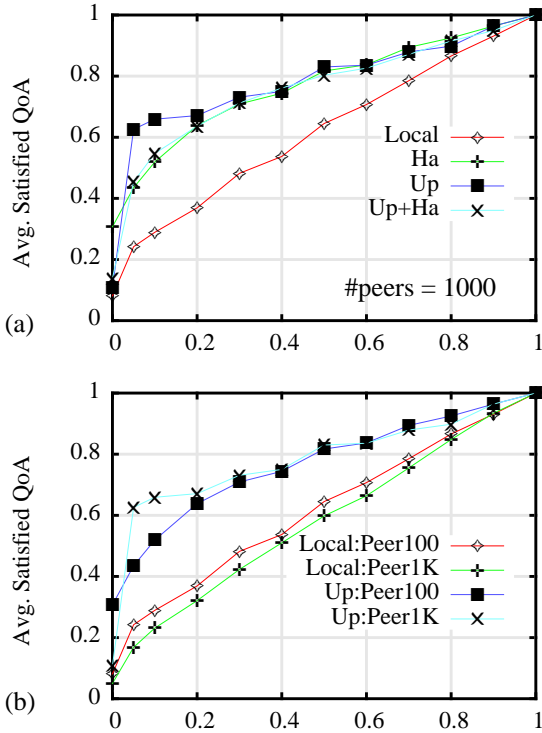 1
0.8
0.6
0.4
0.2
0
Avg. Satisfied QoA
Local
Ha
Up
Up+Ha
#peers = 1000
(a)
0 0.2 0.4 0.6 0.8 1
1
0.8
0.6
0.4
0.2
0
Avg. Satisfied QoA
Local:Peer100
Local:Peer1K
Up:Peer100
Up:Peer1K
(b)
0 0.2 0.4 0.6 0.8 1